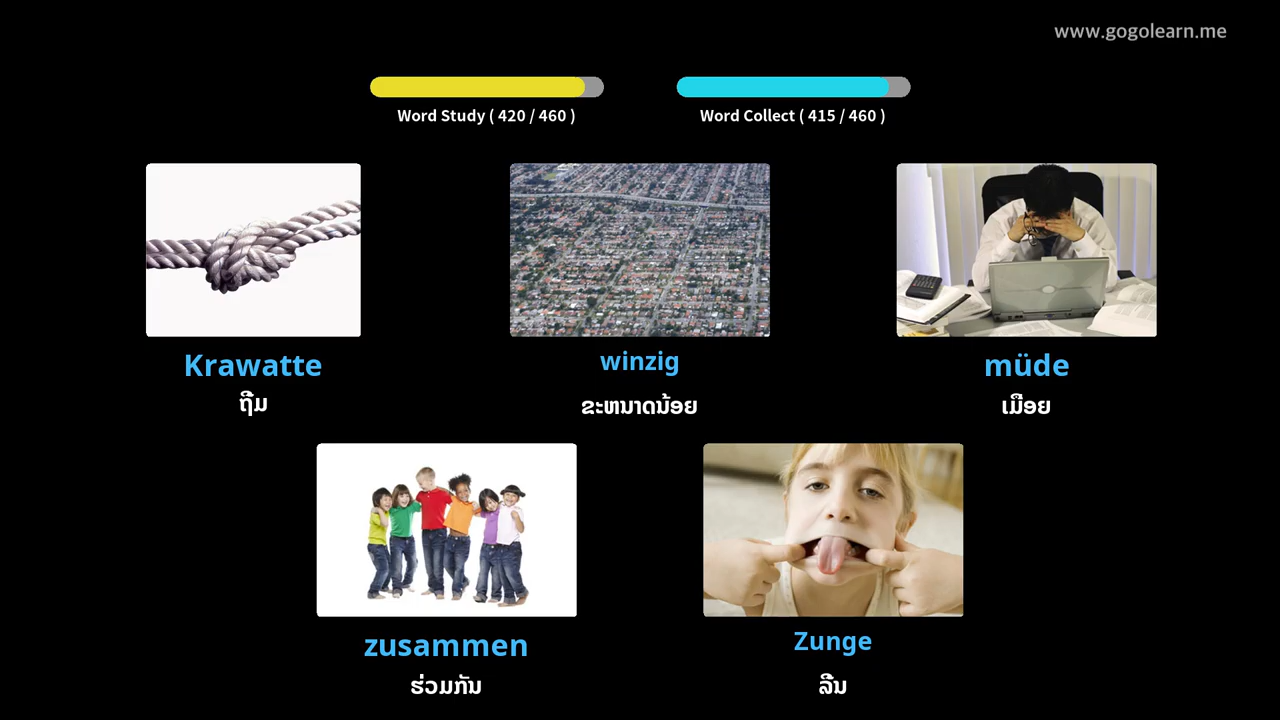 www.gogolearn.me
Word Study ( 420 / 460 )
Word Collect ( 415 / 460 )
Krawatte
ຖີ້ມ
winzig
ຂະຫນາດນ້ອຍ
müde
ເມື່ອຍ
zusammen
ຮ່ວມກັນ
Zunge
ລີ້ນ